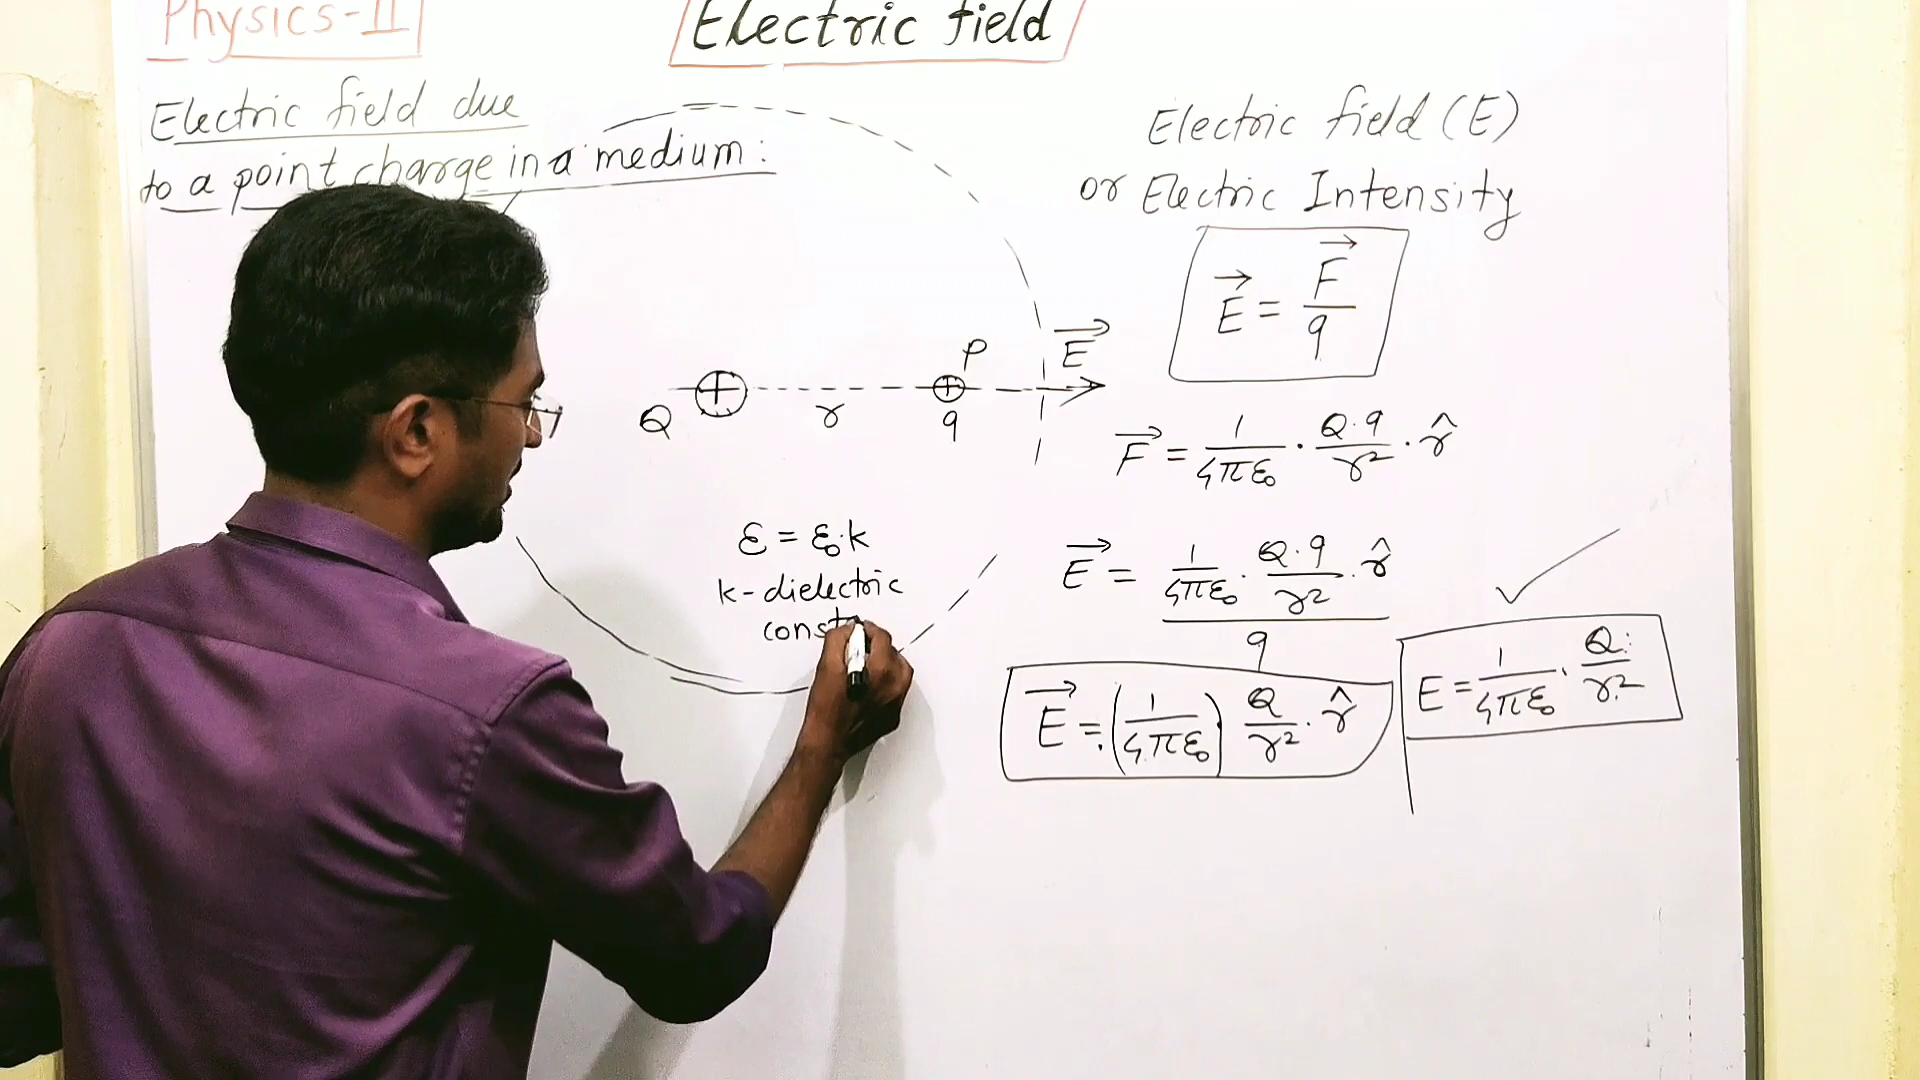 Physics-II
Electric field
Electric field due
to a point charge in a medium:
Q
r
P
q
E⃗
ε = ε₀·k
k-dielectric
const
Electric field (E)
or Electric Intensity
E⃗ = F⃗/q
F⃗ = 1/4πε₀ · Q·q/r² · r̂
E⃗ = (1/4πε₀ · Q·q/r² · r̂)/q
E⃗ = (1/4πε₀) · Q/r² · r̂
E = 1/4πε₀ · Q/r²